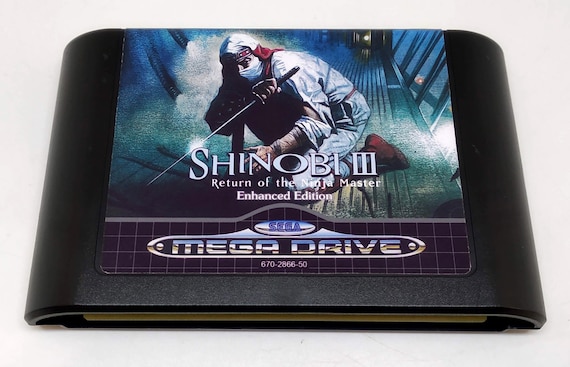 SHINOBI III
Return of the Ninja Master
Enhanced Edition
SEGA
MEGA DRIVE
670-2866-50